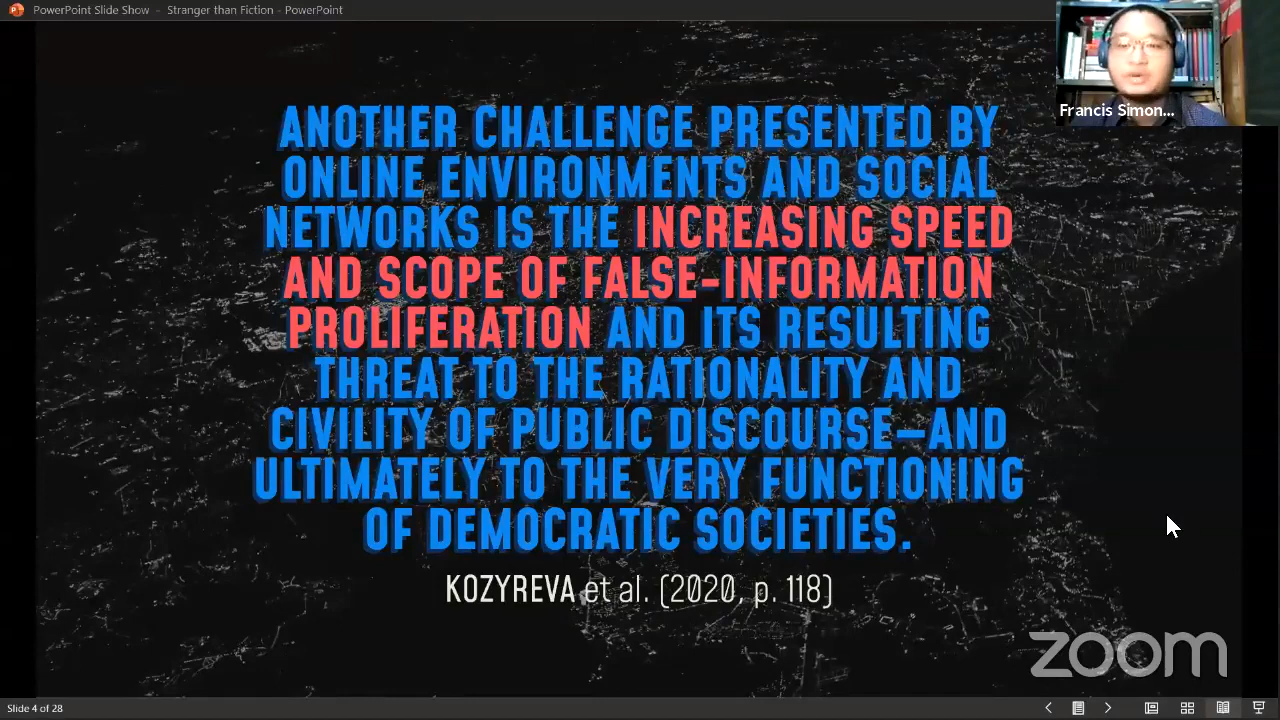 PowerPoint Slide Show - Stranger than Fiction - PowerPoint
Francis Simon...
ANOTHER CHALLENGE PRESENTED BY
ONLINE ENVIRONMENTS AND SOCIAL
NETWORKS IS THE INCREASING SPEED
AND SCOPE OF FALSE-INFORMATION
PROLIFERATION AND ITS RESULTING
THREAT TO THE RATIONALITY AND
CIVILITY OF PUBLIC DISCOURSE—AND
ULTIMATELY TO THE VERY FUNCTIONING
OF DEMOCRATIC SOCIETIES.
KOZYREVA et al. (2020, p. 118)
zoom
Slide 4 of 28